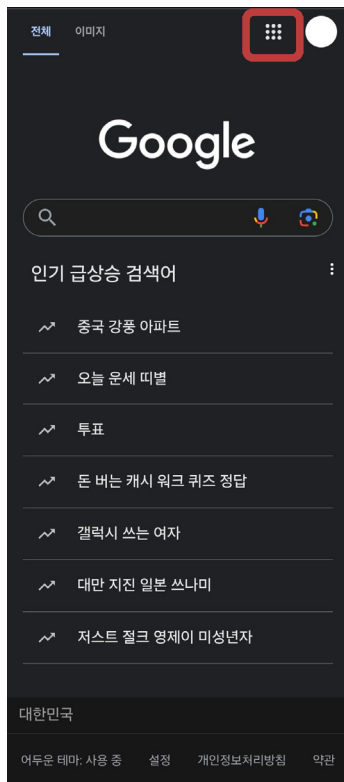 전체 이미지
Google
인기 급상승 검색어
중국 강풍 아파트
오늘 운세 띠별
투표
돈 버는 캐시 워크 퀴즈 정답
갤럭시 쓰는 여자
대만 지진 일본 쓰나미
저스트 절크 영제이 미성년자
대한민국
어두운 테마: 사용 중 설정 개인정보처리방침 약관